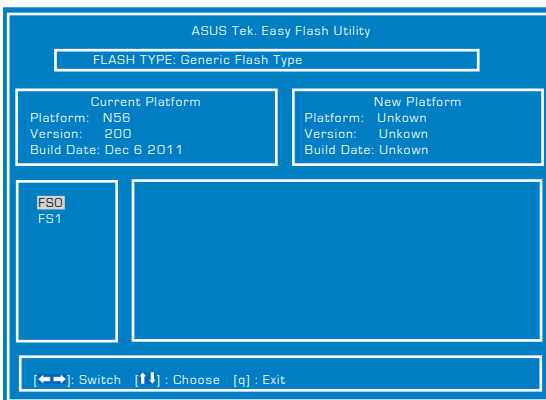 ASUS Tek. Easy Flash Utility
FLASH TYPE: Generic Flash Type
Current Platform
Platform: N56
Version: 200
Build Date: Dec 6 2011
New Platform
Platform: Unkown
Version: Unkown
Build Date: Unkown
FS0
FS1
[←→]: Switch [↑↓] : Choose [q] : Exit